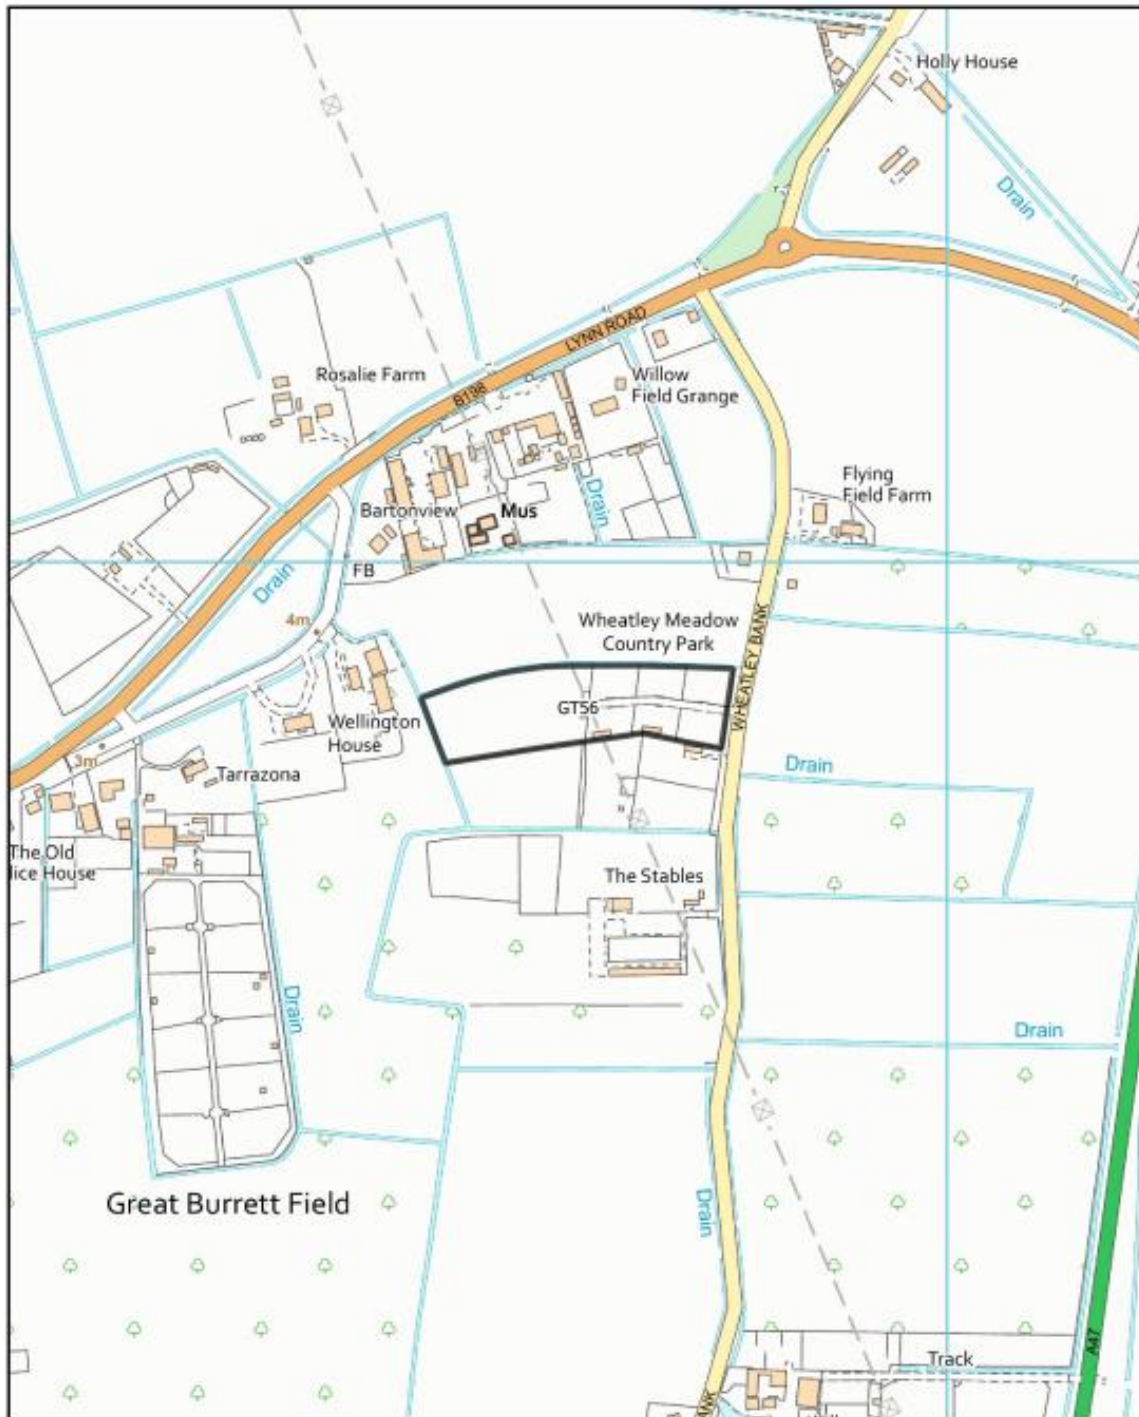 Holly House
Drain
LYNN ROAD
B198
Rosalie Farm
Willow
Field Grange
Flying
Field Farm
Bartonview
Mus
Drain
FB
Drain
4m
Wheatley Meadow
Country Park
WHEATLEY BANK
GT56
Wellington
House
3m
Tarrazona
Drain
The Old
lice House
The Stables
Drain
Drain
Great Burrett Field
Drain
A47
Track